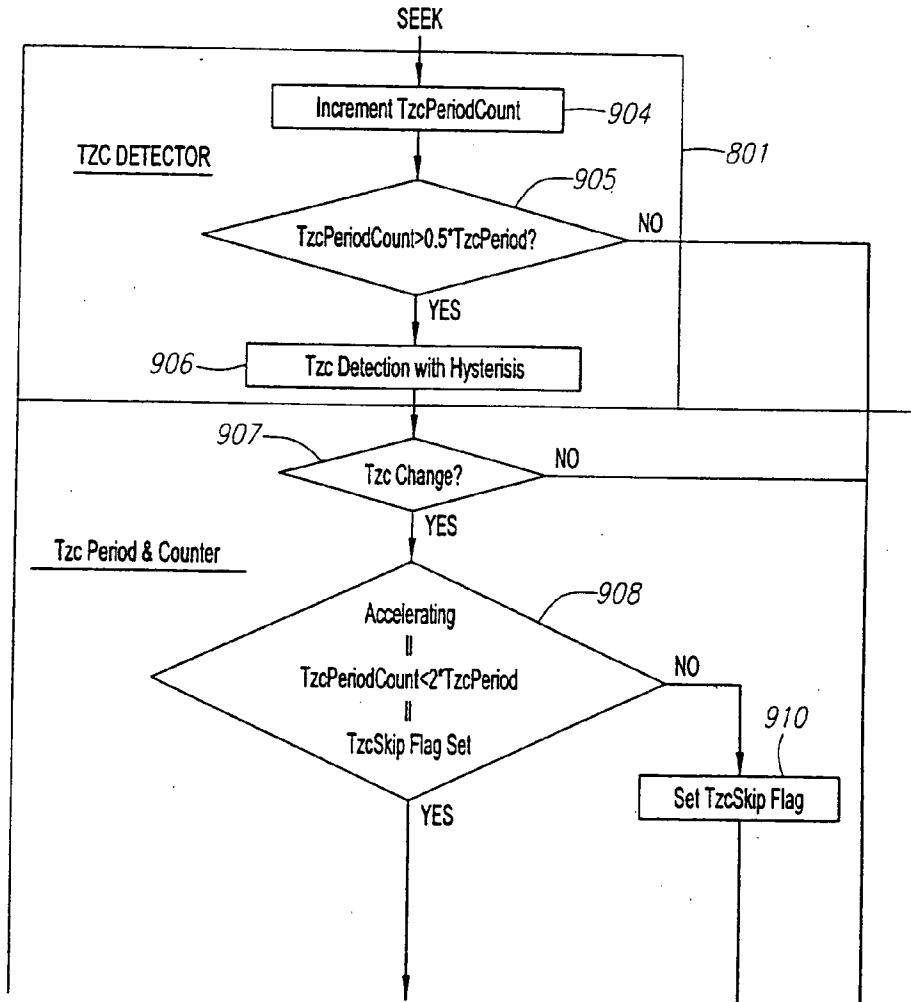 SEEK
Increment TzcPeriodCount
904
TZC DETECTOR
801
905
TzcPeriodCount>0.5*TzcPeriod?
NO
YES
906
Tzc Detection with Hysterisis
907
Tzc Change?
NO
YES
Tzc Period & Counter
908
Accelerating
||
TzcPeriodCount<2*TzcPeriod
||
TzcSkip Flag Set
NO
910
Set TzcSkip Flag
YES